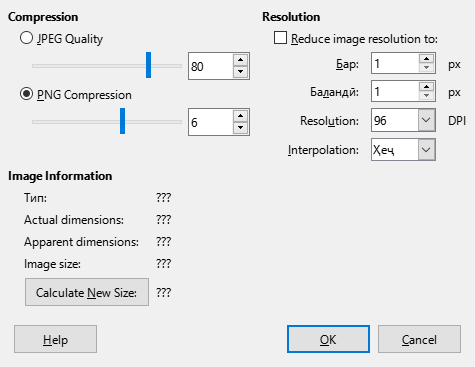 Compression
JPEG Quality
80
PNG Compression
6
Resolution
Reduce image resolution to:
Бар: 1 px
Баландӣ: 1 px
Resolution: 96 DPI
Interpolation: Ҳеҷ
Image Information
Тип: ???
Actual dimensions: ???
Apparent dimensions: ???
Image size: ???
Calculate New Size: ???
Help
OK
Cancel